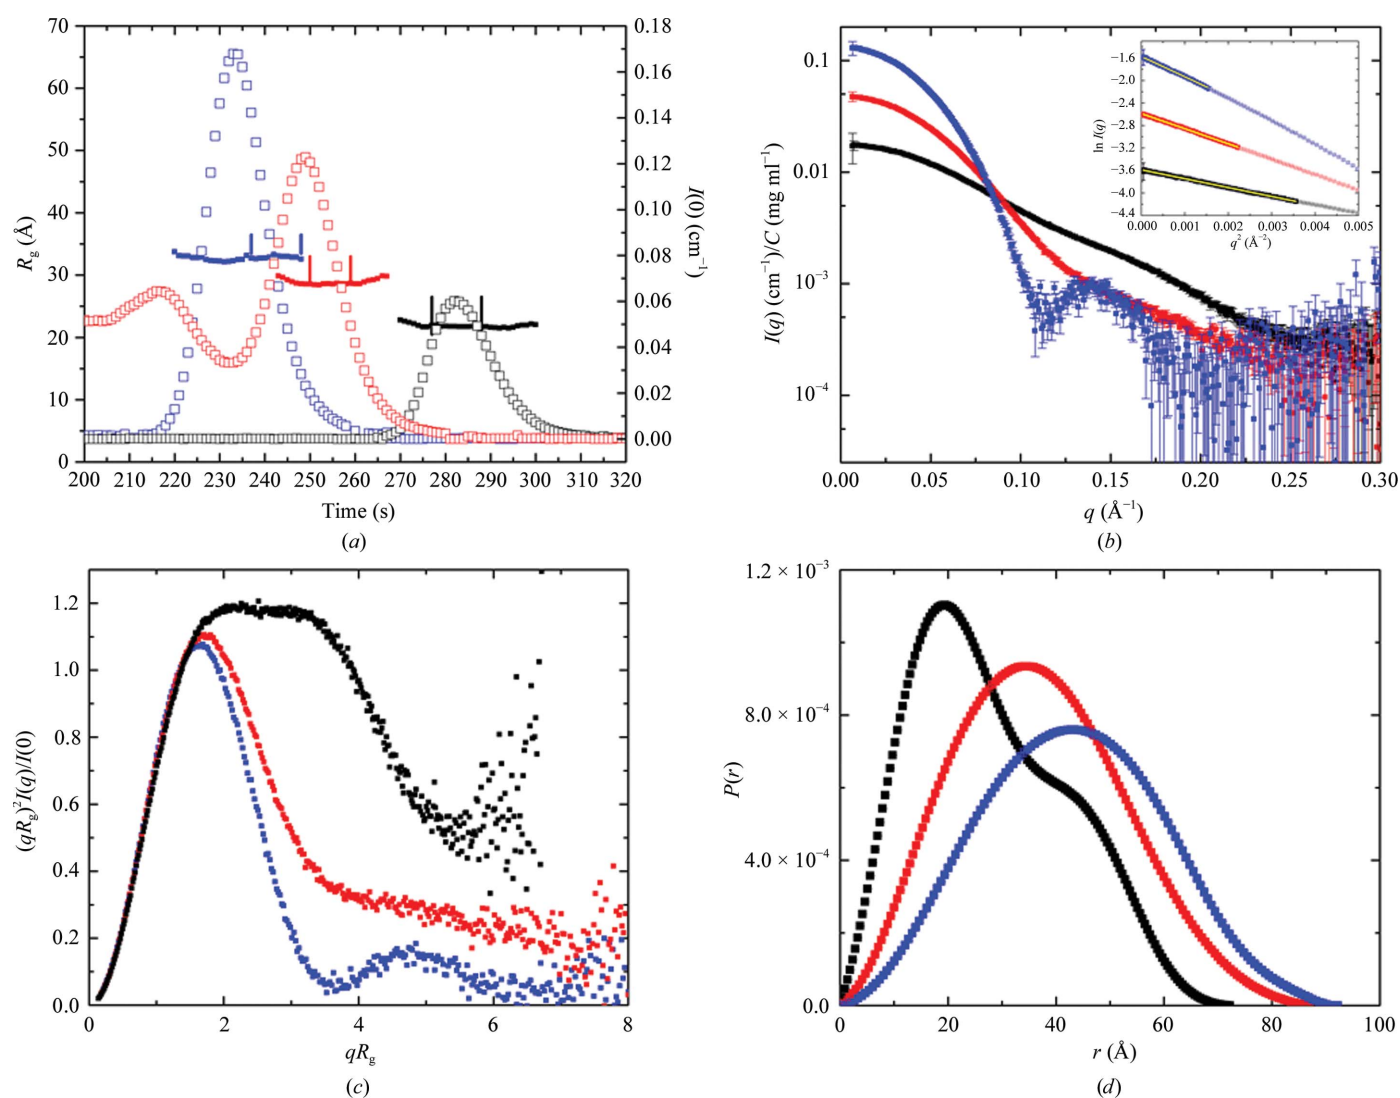 70
60
50
40
30
20
10
0
R_g (Å)
0.18
0.16
0.14
0.12
0.10
0.08
0.06
0.04
0.02
0.00
I(0) (cm⁻¹)
200 210 220 230 240 250 260 270 280 290 300 310 320
Time (s)
(a)
0.1
0.01
10⁻³
10⁻⁴
I(q) (cm⁻¹)/C (mg ml⁻¹)
−1.6
−2.0
−2.4
−2.8
−3.2
−3.6
−4.0
−4.4
ln I(q)
0.000 0.001 0.002 0.003 0.004 0.005
q² (Å⁻²)
0.00 0.05 0.10 0.15 0.20 0.25 0.30
q (Å⁻¹)
(b)
1.2
1.0
0.8
0.6
0.4
0.2
0.0
(qR_g)²I(q)/I(0)
0 2 4 6 8
qR_g
(c)
1.2 × 10⁻³
8.0 × 10⁻⁴
4.0 × 10⁻⁴
0.0
P(r)
0 20 40 60 80 100
r (Å)
(d)